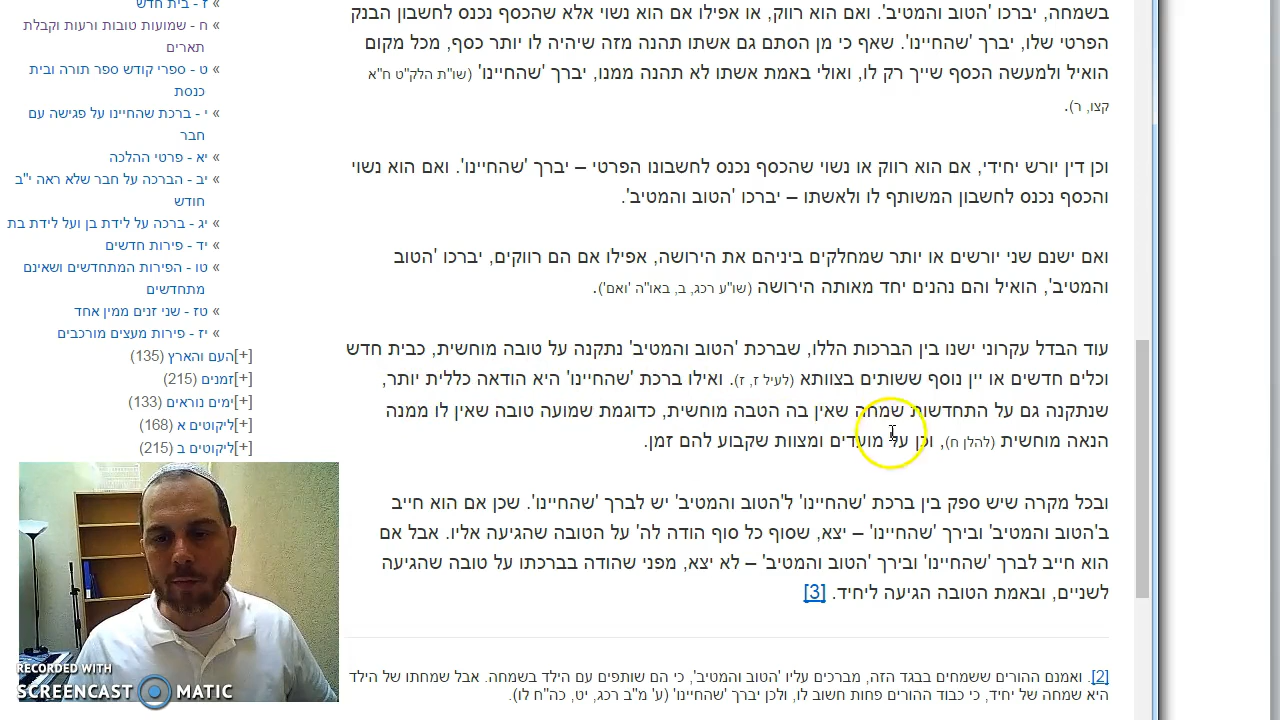 בשמחה, יברכו 'הטוב והמטיב'. ואם הוא רווק, או אפילו אם הוא נשוי אלא שהכסף נכנס לחשבון הבנק
הפרטי שלו, יברך 'שהחיינו'. שאף כי מן הסתם גם אשתו תהנה מזה שיהיה לו יותר כסף, מכל מקום
הואיל ולמעשה הכסף שייך רק לו, ואולי באמת אשתו לא תהנה ממנו, יברך 'שהחיינו' (שו"ת הלק"ט ח"א
קצו, ר).
וכן דין יורש יחידי, אם הוא רווק או נשוי שהכסף נכנס לחשבונו הפרטי – יברך 'שהחיינו'. ואם הוא נשוי
והכסף נכנס לחשבון המשותף לו ולאשתו – יברכו 'הטוב והמטיב'.
ואם ישנם שני יורשים או יותר שמחלקים ביניהם את הירושה, אפילו אם הם רווקים, יברכו 'הטוב
והמטיב', הואיל והם נהנים יחד מאותה הירושה (שו"ע רכג, ב, באו"ה 'ואם').
עוד הבדל עקרוני ישנו בין הברכות הללו, שברכת 'הטוב והמטיב' נתקנה על טובה מוחשית, כבית חדש
וכלים חדשים או יין נוסף ששותים בצוותא (לעיל ז, ז). ואילו ברכת 'שהחיינו' היא הודאה כללית יותר,
שנתקנה גם על התחדשות שמחה שאין בה הטבה מוחשית, כדוגמת שמועה טובה שאין לו ממנה
הנאה מוחשית (להלן ח), וכן על מועדים ומצוות שקבוע להם זמן.
ובכל מקרה שיש ספק בין ברכת 'שהחיינו' ל'הטוב והמטיב' יש לברך 'שהחיינו'. שכן אם הוא חייב
ב'הטוב והמטיב' ובירך 'שהחיינו' – יצא, שסוף כל סוף הודה לה' על הטובה שהגיעה אליו. אבל אם
הוא חייב לברך 'שהחיינו' ובירך 'הטוב והמטיב' – לא יצא, מפני שהודה בברכתו על טובה שהגיעה
לשניים, ובאמת הטובה הגיעה ליחיד. [3]
[2]. ואמנם ההורים ששמחים בבגד הזה, מברכים עליו 'הטוב והמטיב', כי הם שותפים עם הילד בשמחה. אבל שמחתו של הילד
היא שמחה של יחיד, כי כבוד ההורים פחות חשוב לו, ולכן יברך 'שהחיינו' (ע' מ"ב רכג, יט, כה"ח לו).
» ז - בית חדש
» ח - שמועות טובות ורעות וקבלת
תארים
» ט - ספרי קודש ספר תורה ובית
כנסת
» י - ברכת שהחיינו על פגישה עם
חבר
» יא - פרטי ההלכה
» יב - הברכה על חבר שלא ראה י"ב
חודש
» יג - ברכה על לידת בן ועל לידת בת
» יד - פירות חדשים
» טו - הפירות המתחדשים ושאינם
מתחדשים
» טז - שני זנים ממין אחד
» יז - פירות מעצים מורכבים
[+]העם והארץ (135)
[+]זמנים (215)
[+]ימים נוראים (133)
[+]ליקוטים א (168)
[+]ליקוטים ב (215)
RECORDED WITH
SCREENCAST MATIC